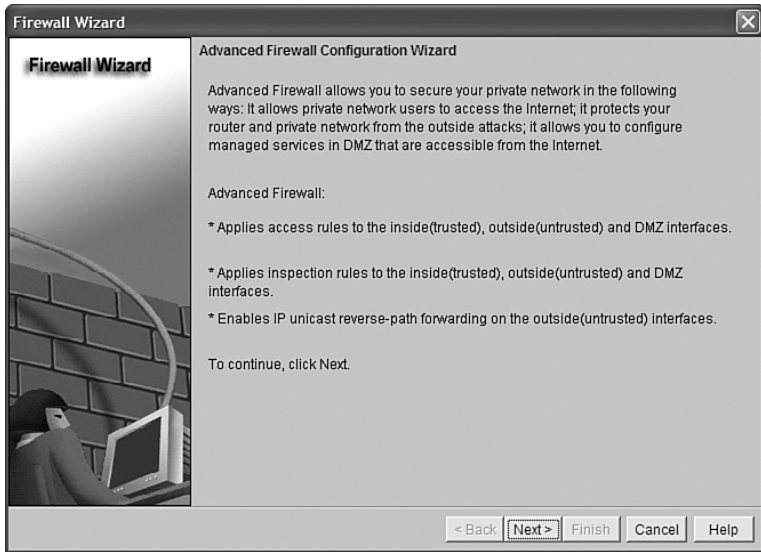 Firewall Wizard
Firewall Wizard
Advanced Firewall Configuration Wizard
Advanced Firewall allows you to secure your private network in the following
ways: It allows private network users to access the Internet; it protects your
router and private network from the outside attacks; it allows you to configure
managed services in DMZ that are accessible from the Internet.
Advanced Firewall:
* Applies access rules to the inside(trusted), outside(untrusted) and DMZ interfaces.
* Applies inspection rules to the inside(trusted), outside(untrusted) and DMZ
interfaces.
* Enables IP unicast reverse-path forwarding on the outside(untrusted) interfaces.
To continue, click Next.
< Back Next > Finish Cancel Help